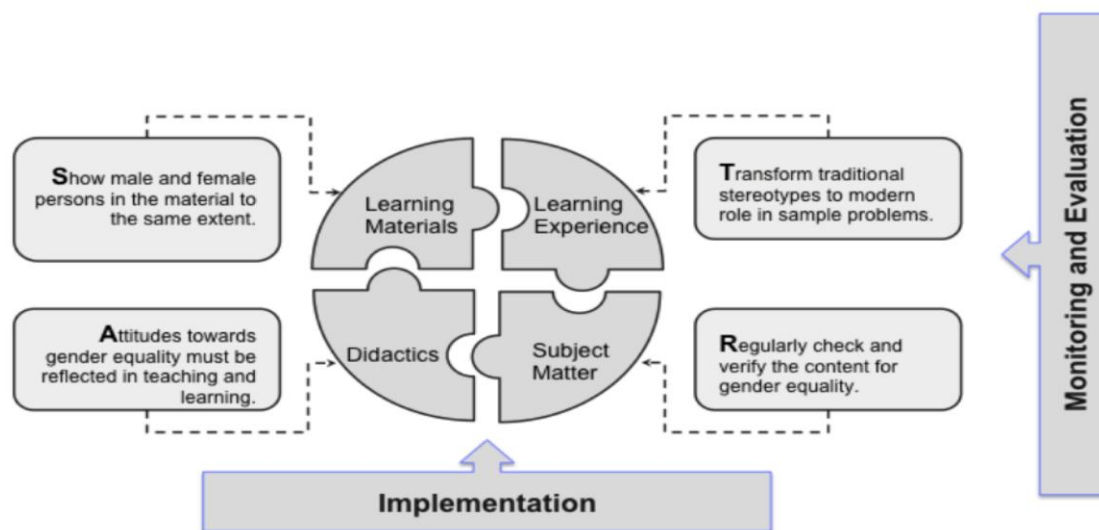 Show male and female
persons in the material to
the same extent.
Learning
Materials
Learning
Experience
Transform traditional
stereotypes to modern
role in sample problems.
Attitudes towards
gender equality must be
reflected in teaching and
learning.
Didactics
Subject
Matter
Regularly check and
verify the content for
gender equality.
Implementation
Monitoring and Evaluation